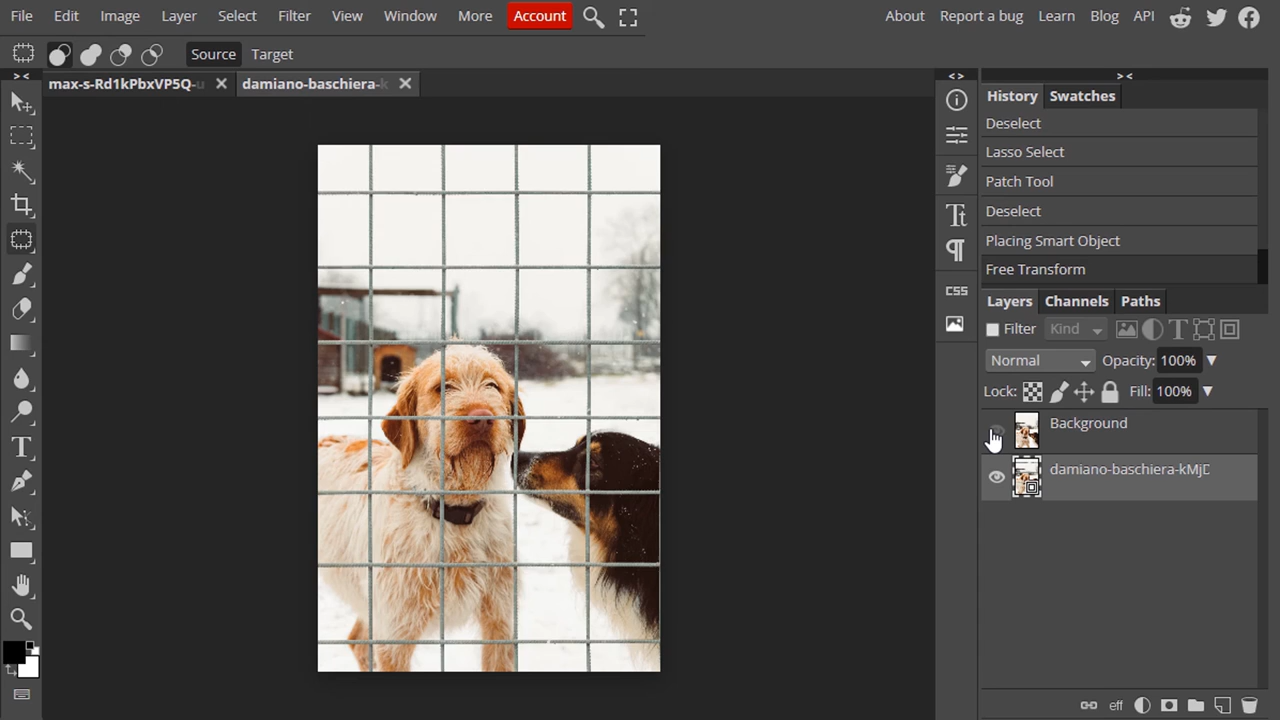 File Edit Image Layer Select Filter View Window More Account About Report a bug Learn Blog API
Source Target
max-s-Rd1kPbxVP5Q-u damiano-baschiera-k
History Swatches
Deselect
Lasso Select
Patch Tool
Deselect
Placing Smart Object
Free Transform
Layers Channels Paths
Filter Kind
Normal Opacity: 100%
Lock: Fill: 100%
Background
damiano-baschiera-kMjD
CSS
eff